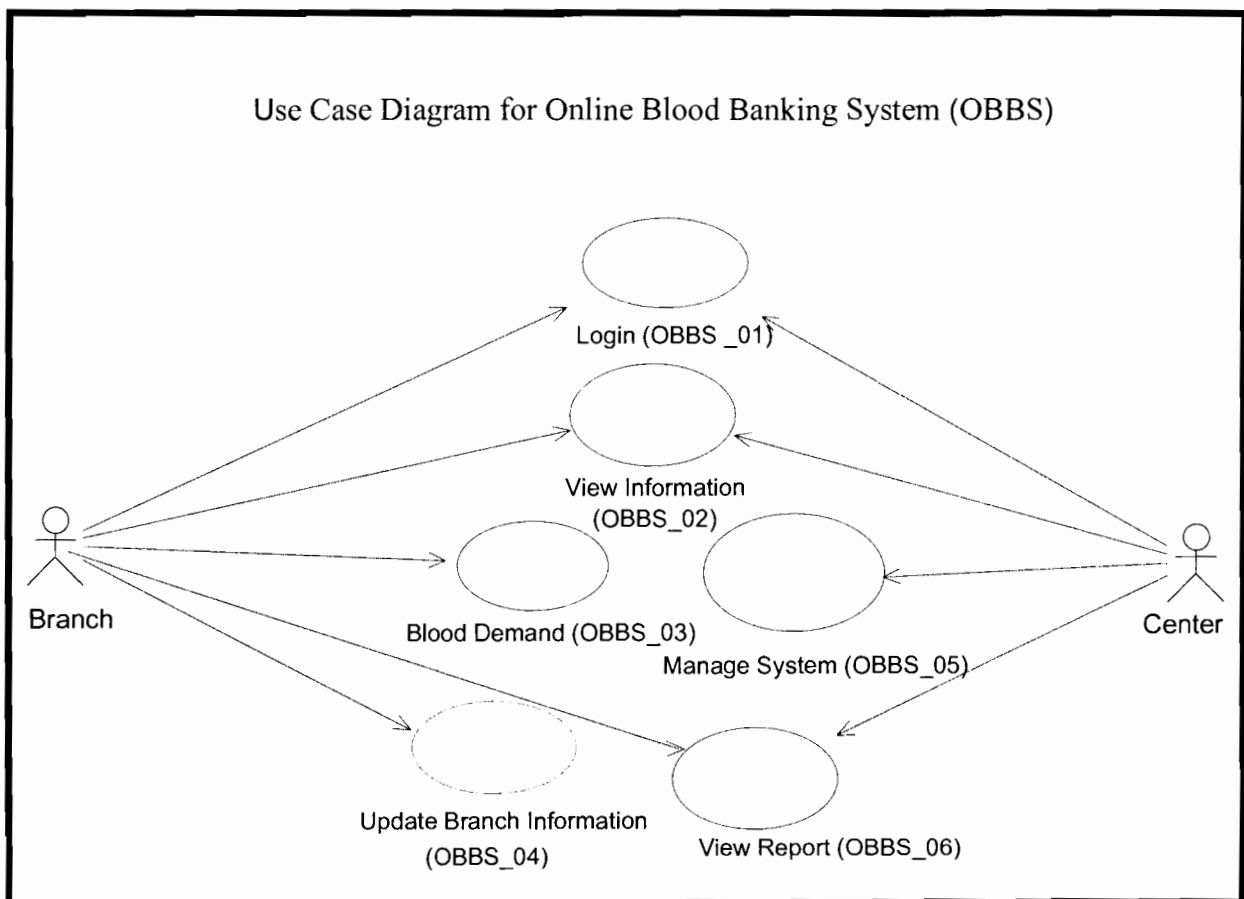 Use Case Diagram for Online Blood Banking System (OBBS)
Login (OBBS _01)
View Information
(OBBS_02)
Branch
Center
Blood Demand (OBBS_03)
Manage System (OBBS_05)
Update Branch Information
(OBBS_04)
View Report (OBBS_06)